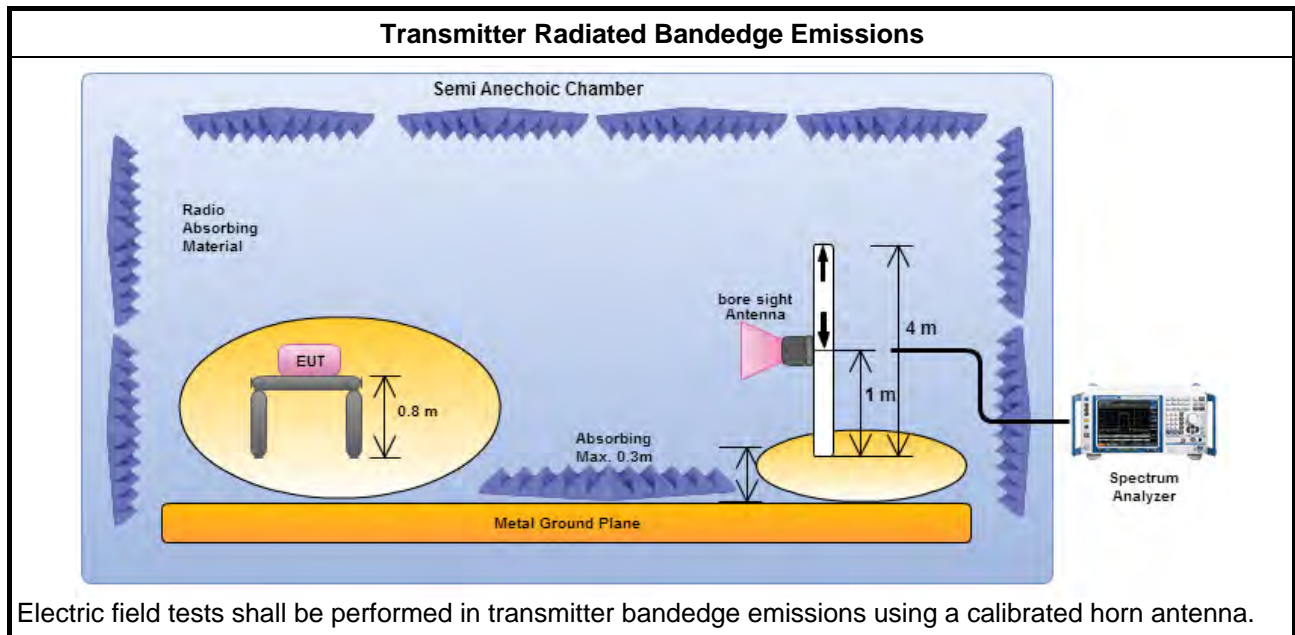 Transmitter Radiated Bandedge Emissions
Semi Anechoic Chamber
Radio
Absorbing
Material
bore sight
Antenna
4 m
EUT
1 m
0.8 m
Absorbing
Max. 0.3m
Spectrum
Analyzer
Metal Ground Plane
Electric field tests shall be performed in transmitter bandedge emissions using a calibrated horn antenna.